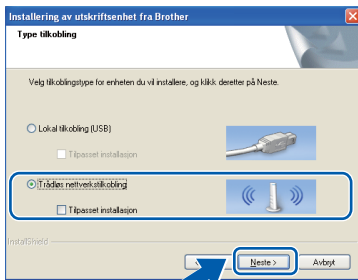 Installering av utskriftsenhet fra Brother
Type tilkobling
Velg tilkoblingstype for enheten du vil installere, og klikk deretter på Neste.
Lokal tilkobling (USB)
Tilpasset installasjon
Trådløs nettverkstilkobling
Tilpasset installasjon
InstallShield
< Neste > Avbryt